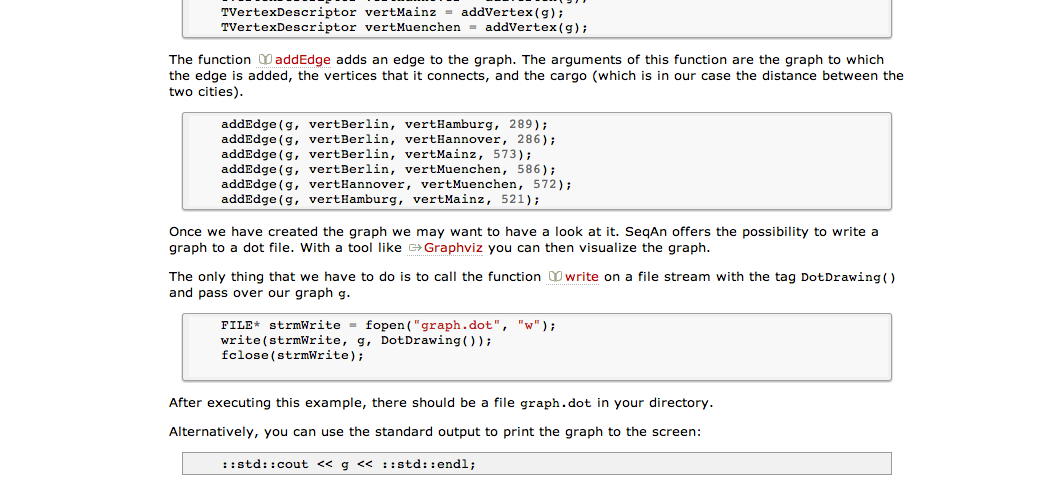 TVertexDescriptor vertMainz = addVertex(g);
TVertexDescriptor vertMuenchen = addVertex(g);
The function addEdge adds an edge to the graph. The arguments of this function are the graph to which
the edge is added, the vertices that it connects, and the cargo (which is in our case the distance between the
two cities).
addEdge(g, vertBerlin, vertHamburg, 289);
addEdge(g, vertBerlin, vertHannover, 286);
addEdge(g, vertBerlin, vertMainz, 573);
addEdge(g, vertBerlin, vertMuenchen, 586);
addEdge(g, vertHannover, vertMuenchen, 572);
addEdge(g, vertHamburg, vertMainz, 521);
Once we have created the graph we may want to have a look at it. SeqAn offers the possibility to write a
graph to a dot file. With a tool like Graphviz you can then visualize the graph.
The only thing that we have to do is to call the function write on a file stream with the tag DotDrawing()
and pass over our graph g.
FILE* strmWrite = fopen("graph.dot", "w");
write(strmWrite, g, DotDrawing());
fclose(strmWrite);
After executing this example, there should be a file graph.dot in your directory.
Alternatively, you can use the standard output to print the graph to the screen:
::std::cout << g << ::std::endl;